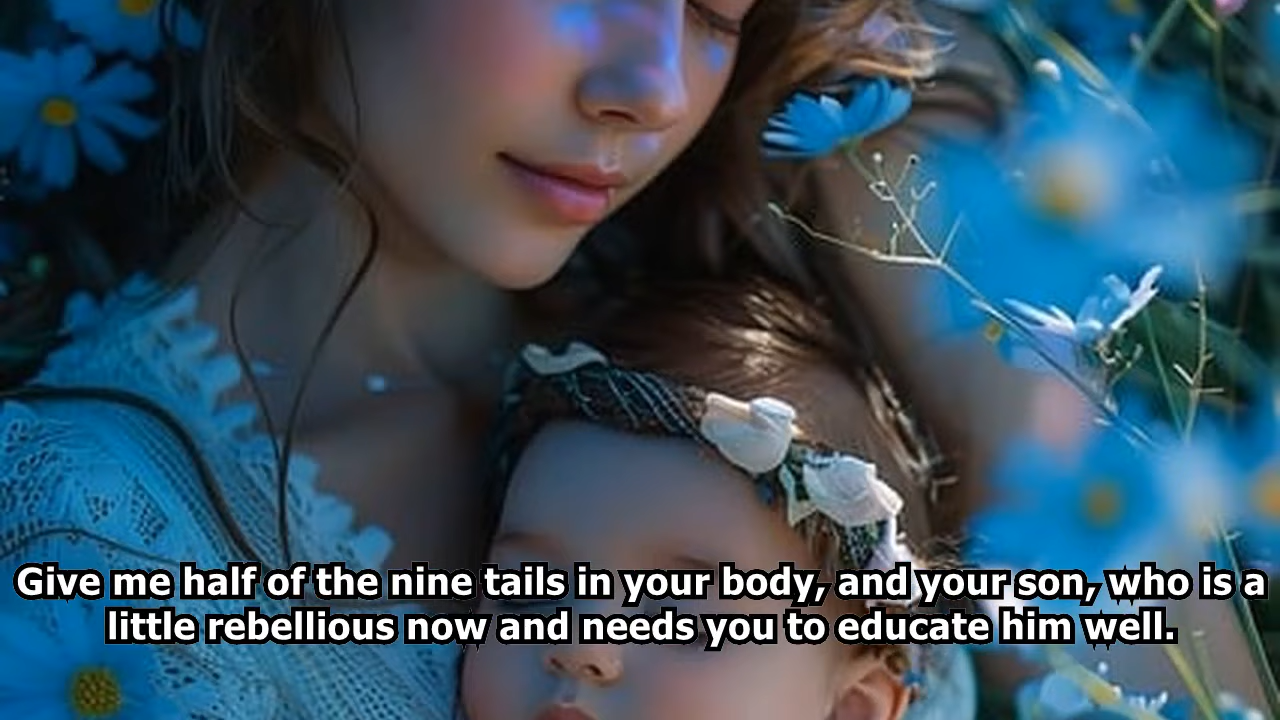 Give me half of the nine tails in your body, and your son, who is a
little rebellious now and needs you to educate him well.